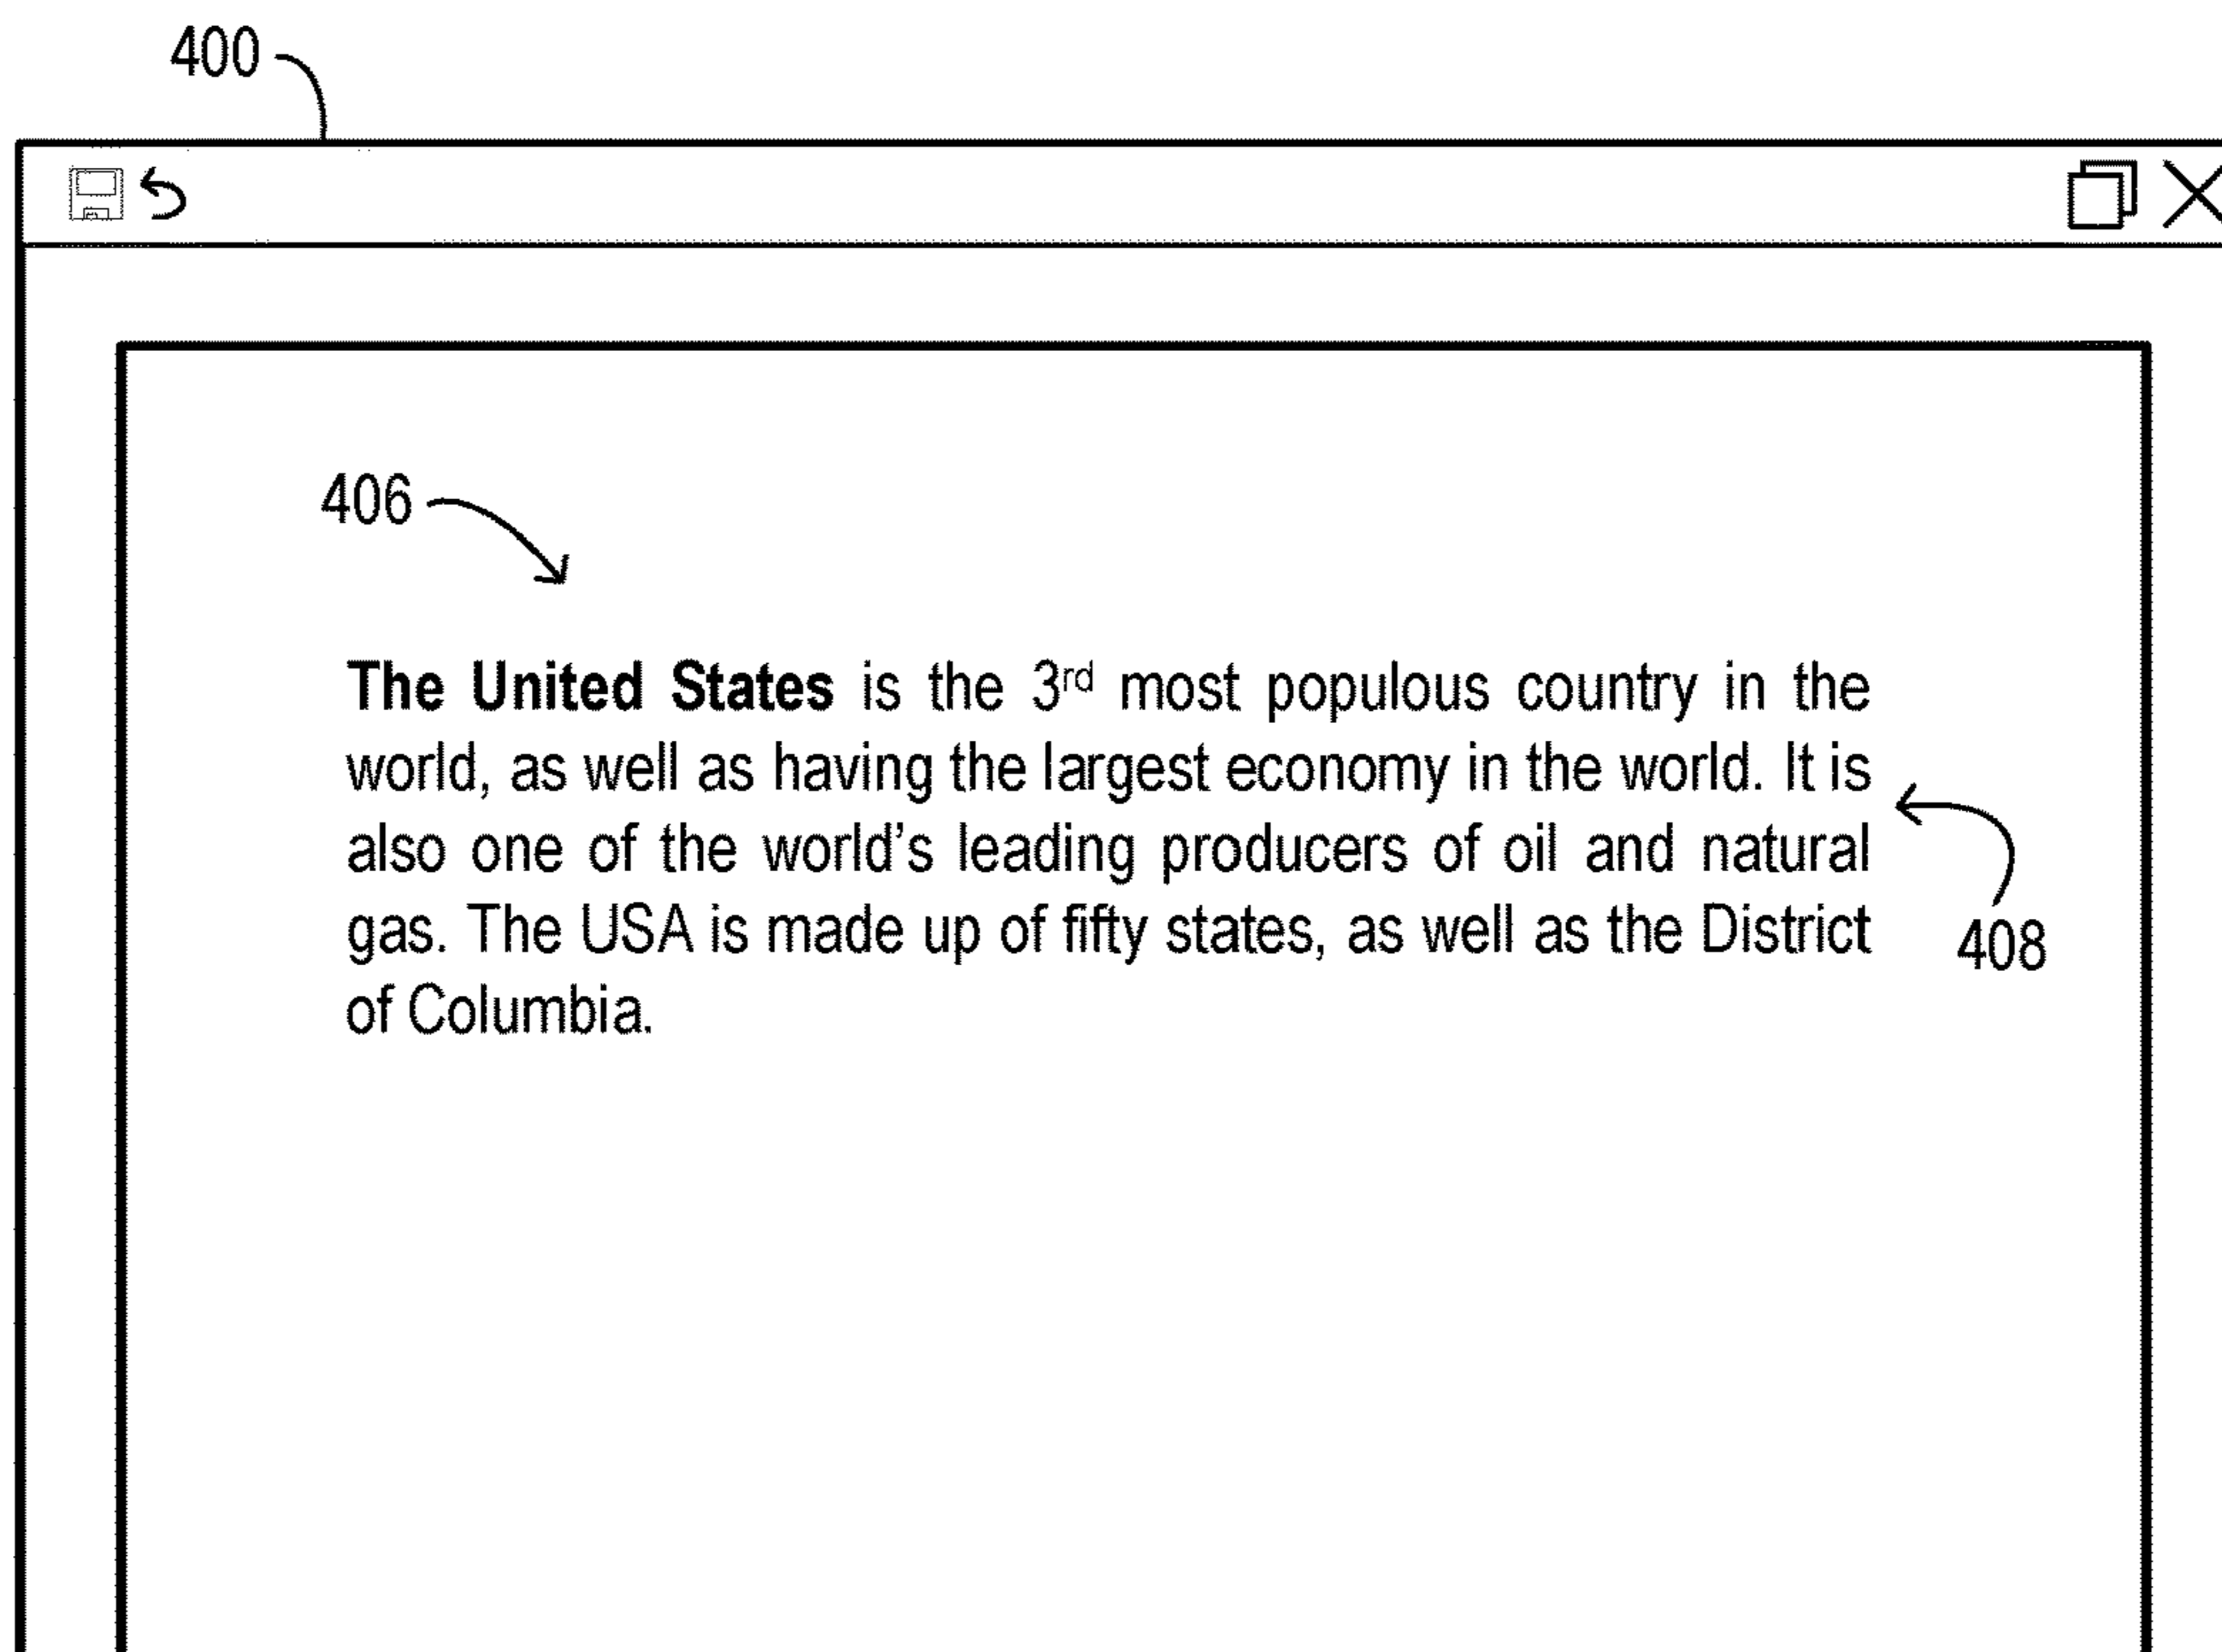 400
406
The United States is the 3rd most populous country in the
world, as well as having the largest economy in the world. It is
also one of the world’s leading producers of oil and natural
gas. The USA is made up of fifty states, as well as the District
of Columbia.
408